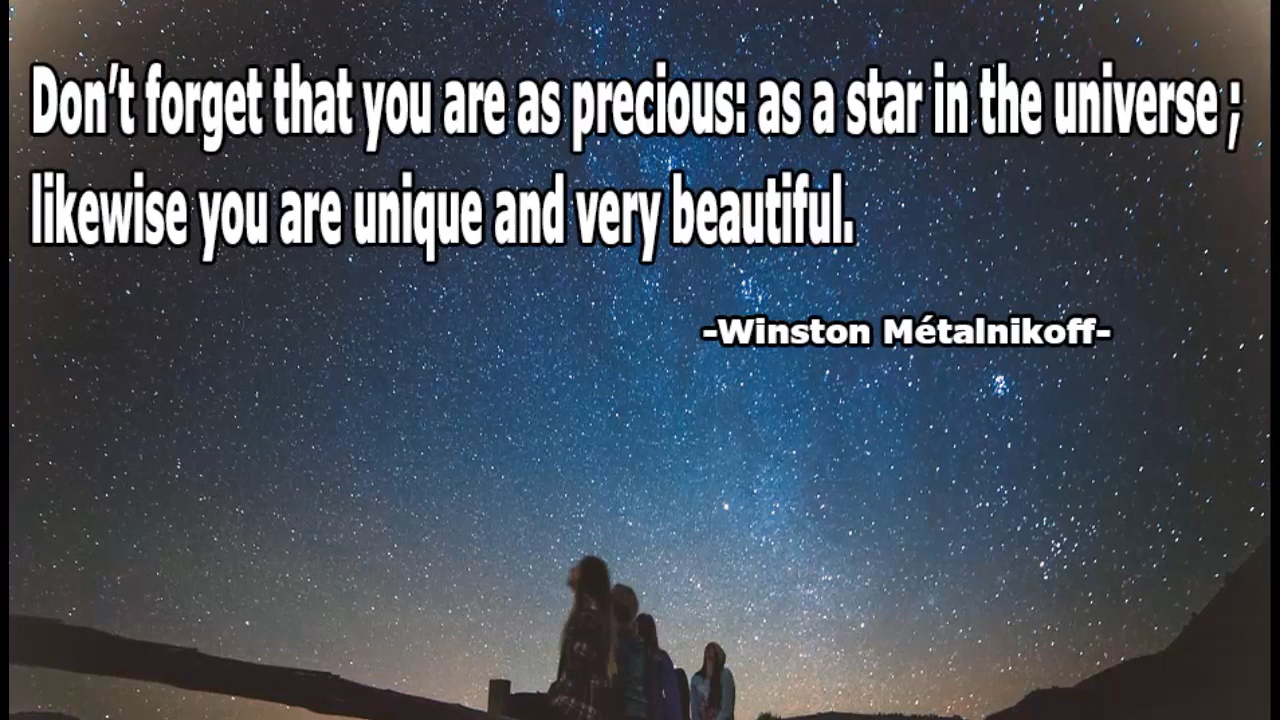 Don’t forget that you are as precious: as a star in the universe ;
likewise you are unique and very beautiful.
-Winston Métalnikoff-